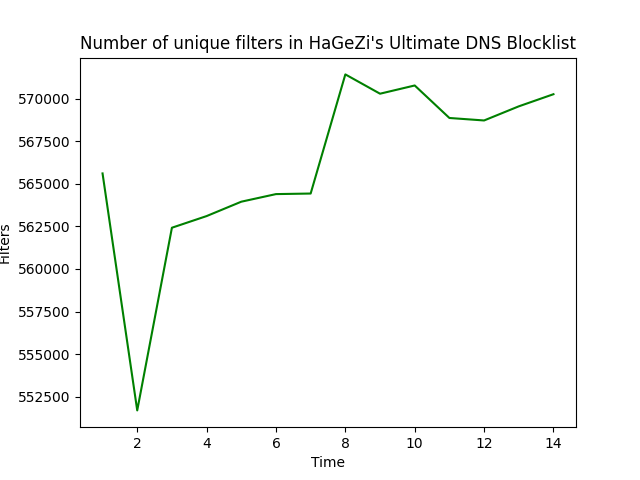 Number of unique filters in HaGeZi's Ultimate DNS Blocklist
570000
567500
565000
562500
560000
557500
555000
552500
Filters
2 4 6 8 10 12 14
Time